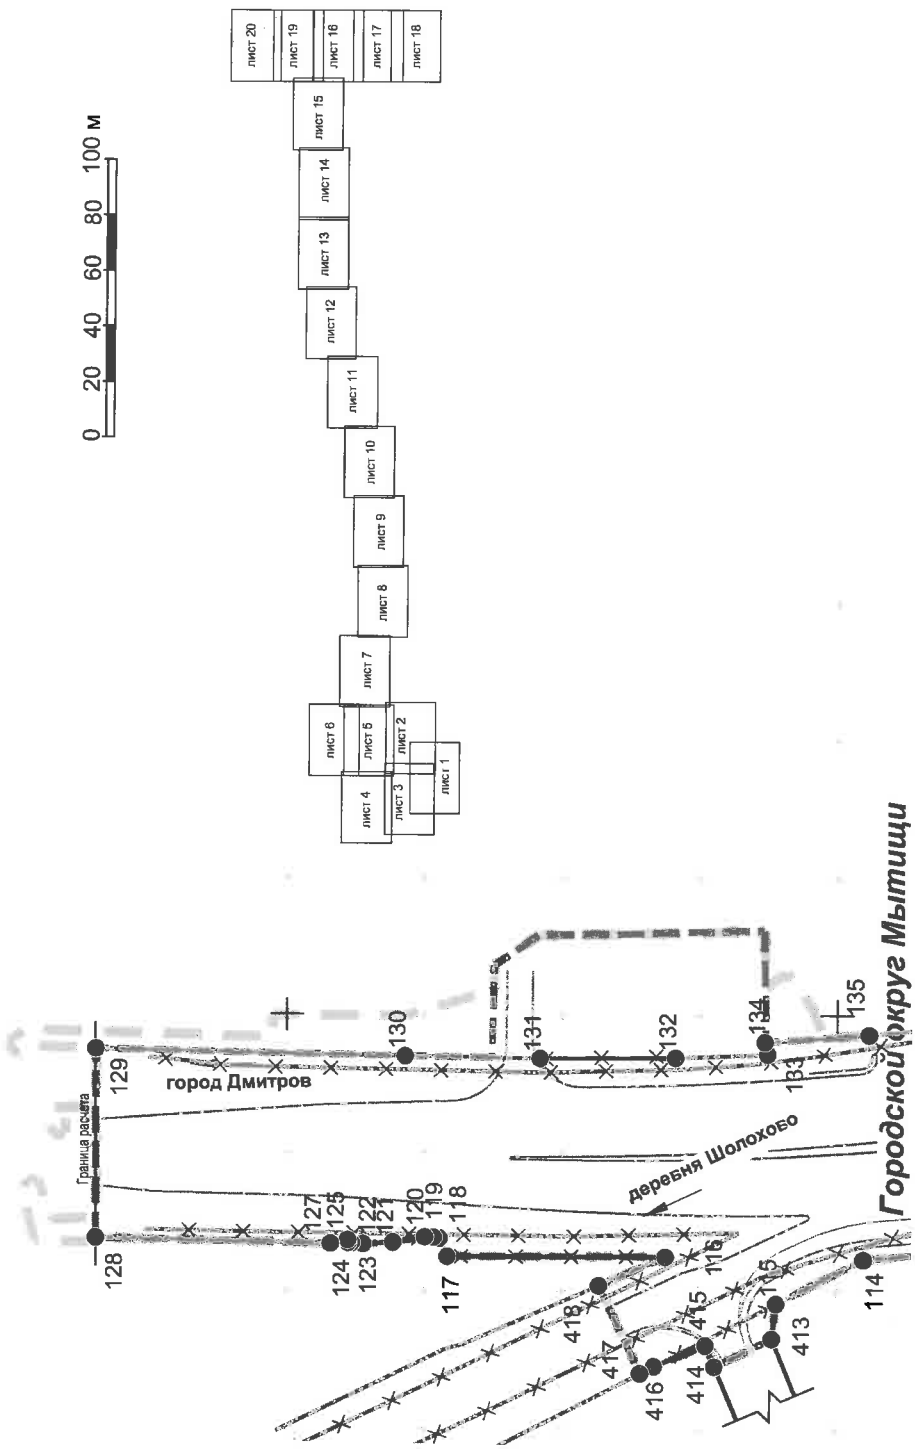 лист 20
лист 19
лист 16
лист 17
лист 18
лист 15
лист 14
лист 13
лист 12
лист 11
лист 10
лист 9
лист 8
лист 7
лист 6
лист 5
лист 2
лист 4
лист 3
лист 1
0 20 40 60 80 100 м
128
Граница расчета
129
город Дмитров
130
131
132
134
133
135
127
125
124
122
123
121
120
119
118
117
116
деревня Шолохово
418
417
416
415
414
413
115
114
Городской округ Мытищи